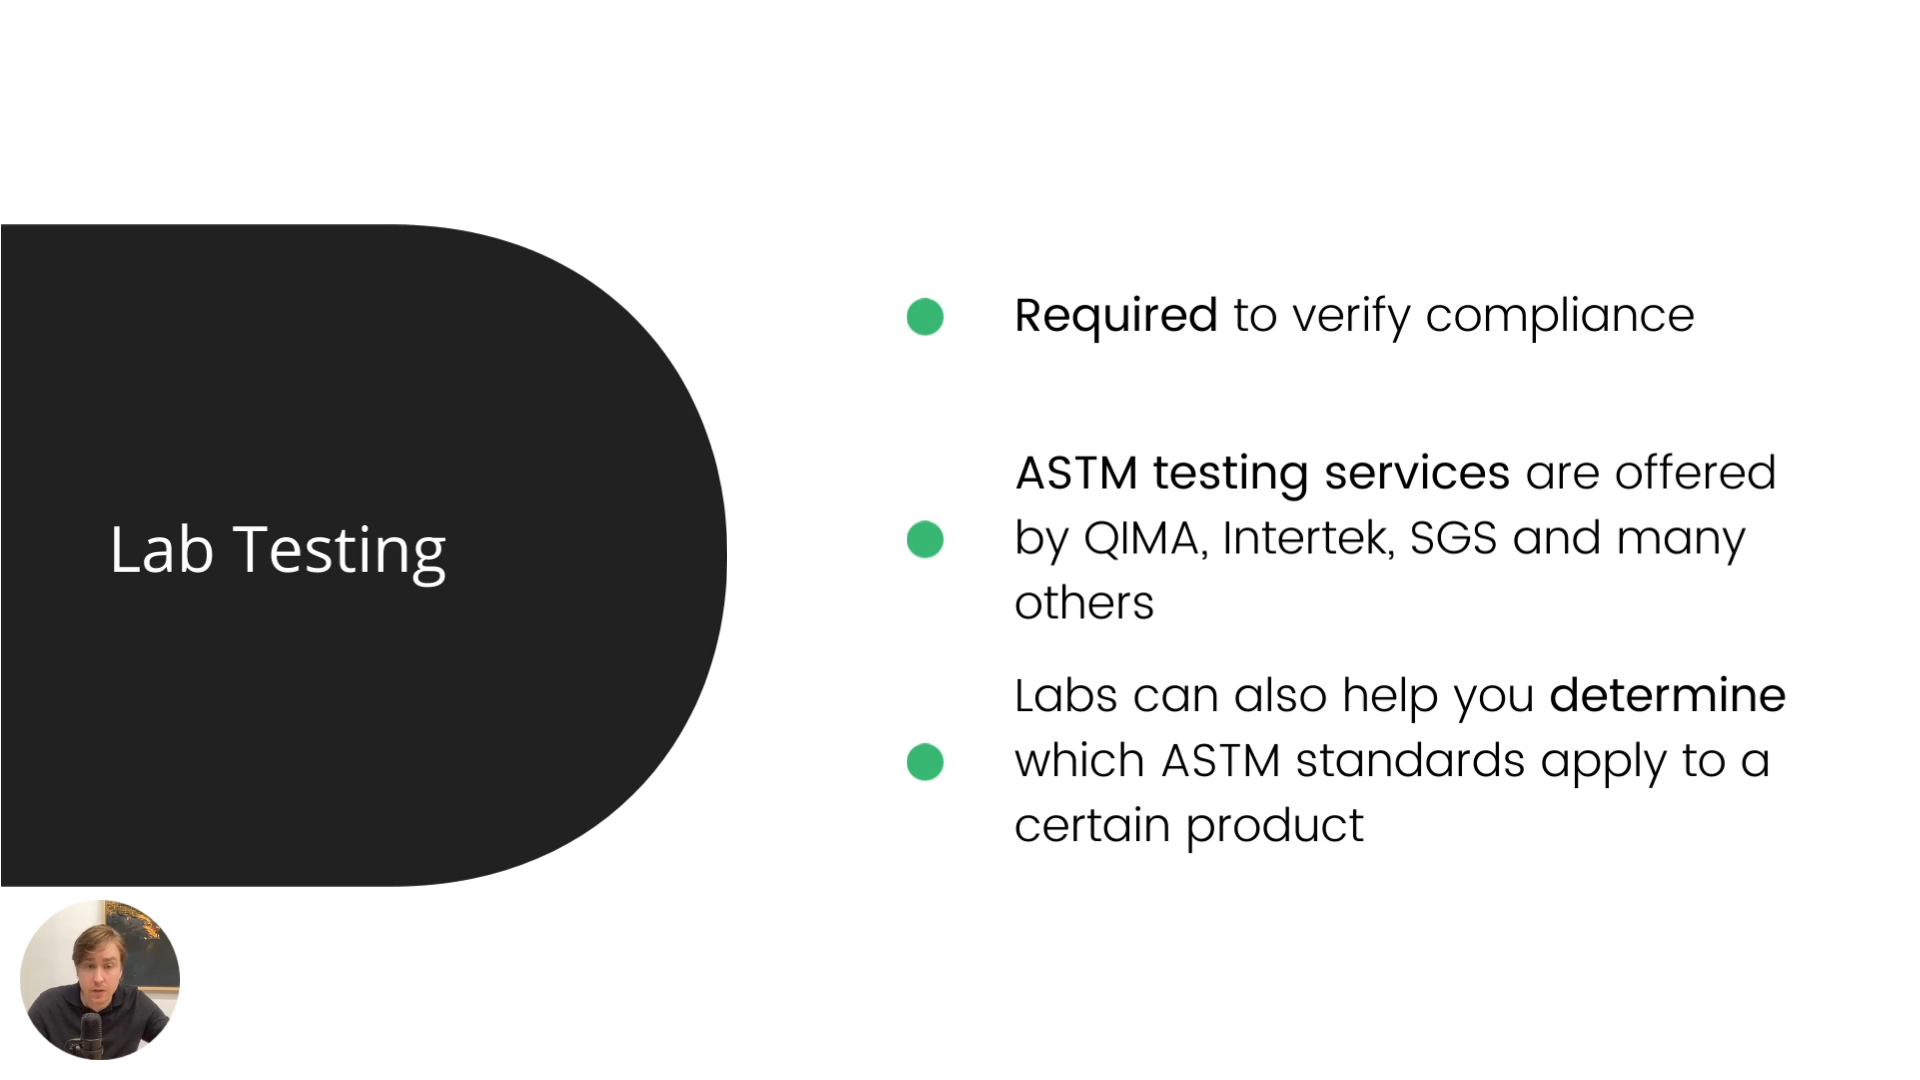 Lab Testing
Required to verify compliance
ASTM testing services are offered
by QIMA, Intertek, SGS and many
others
Labs can also help you determine
which ASTM standards apply to a
certain product